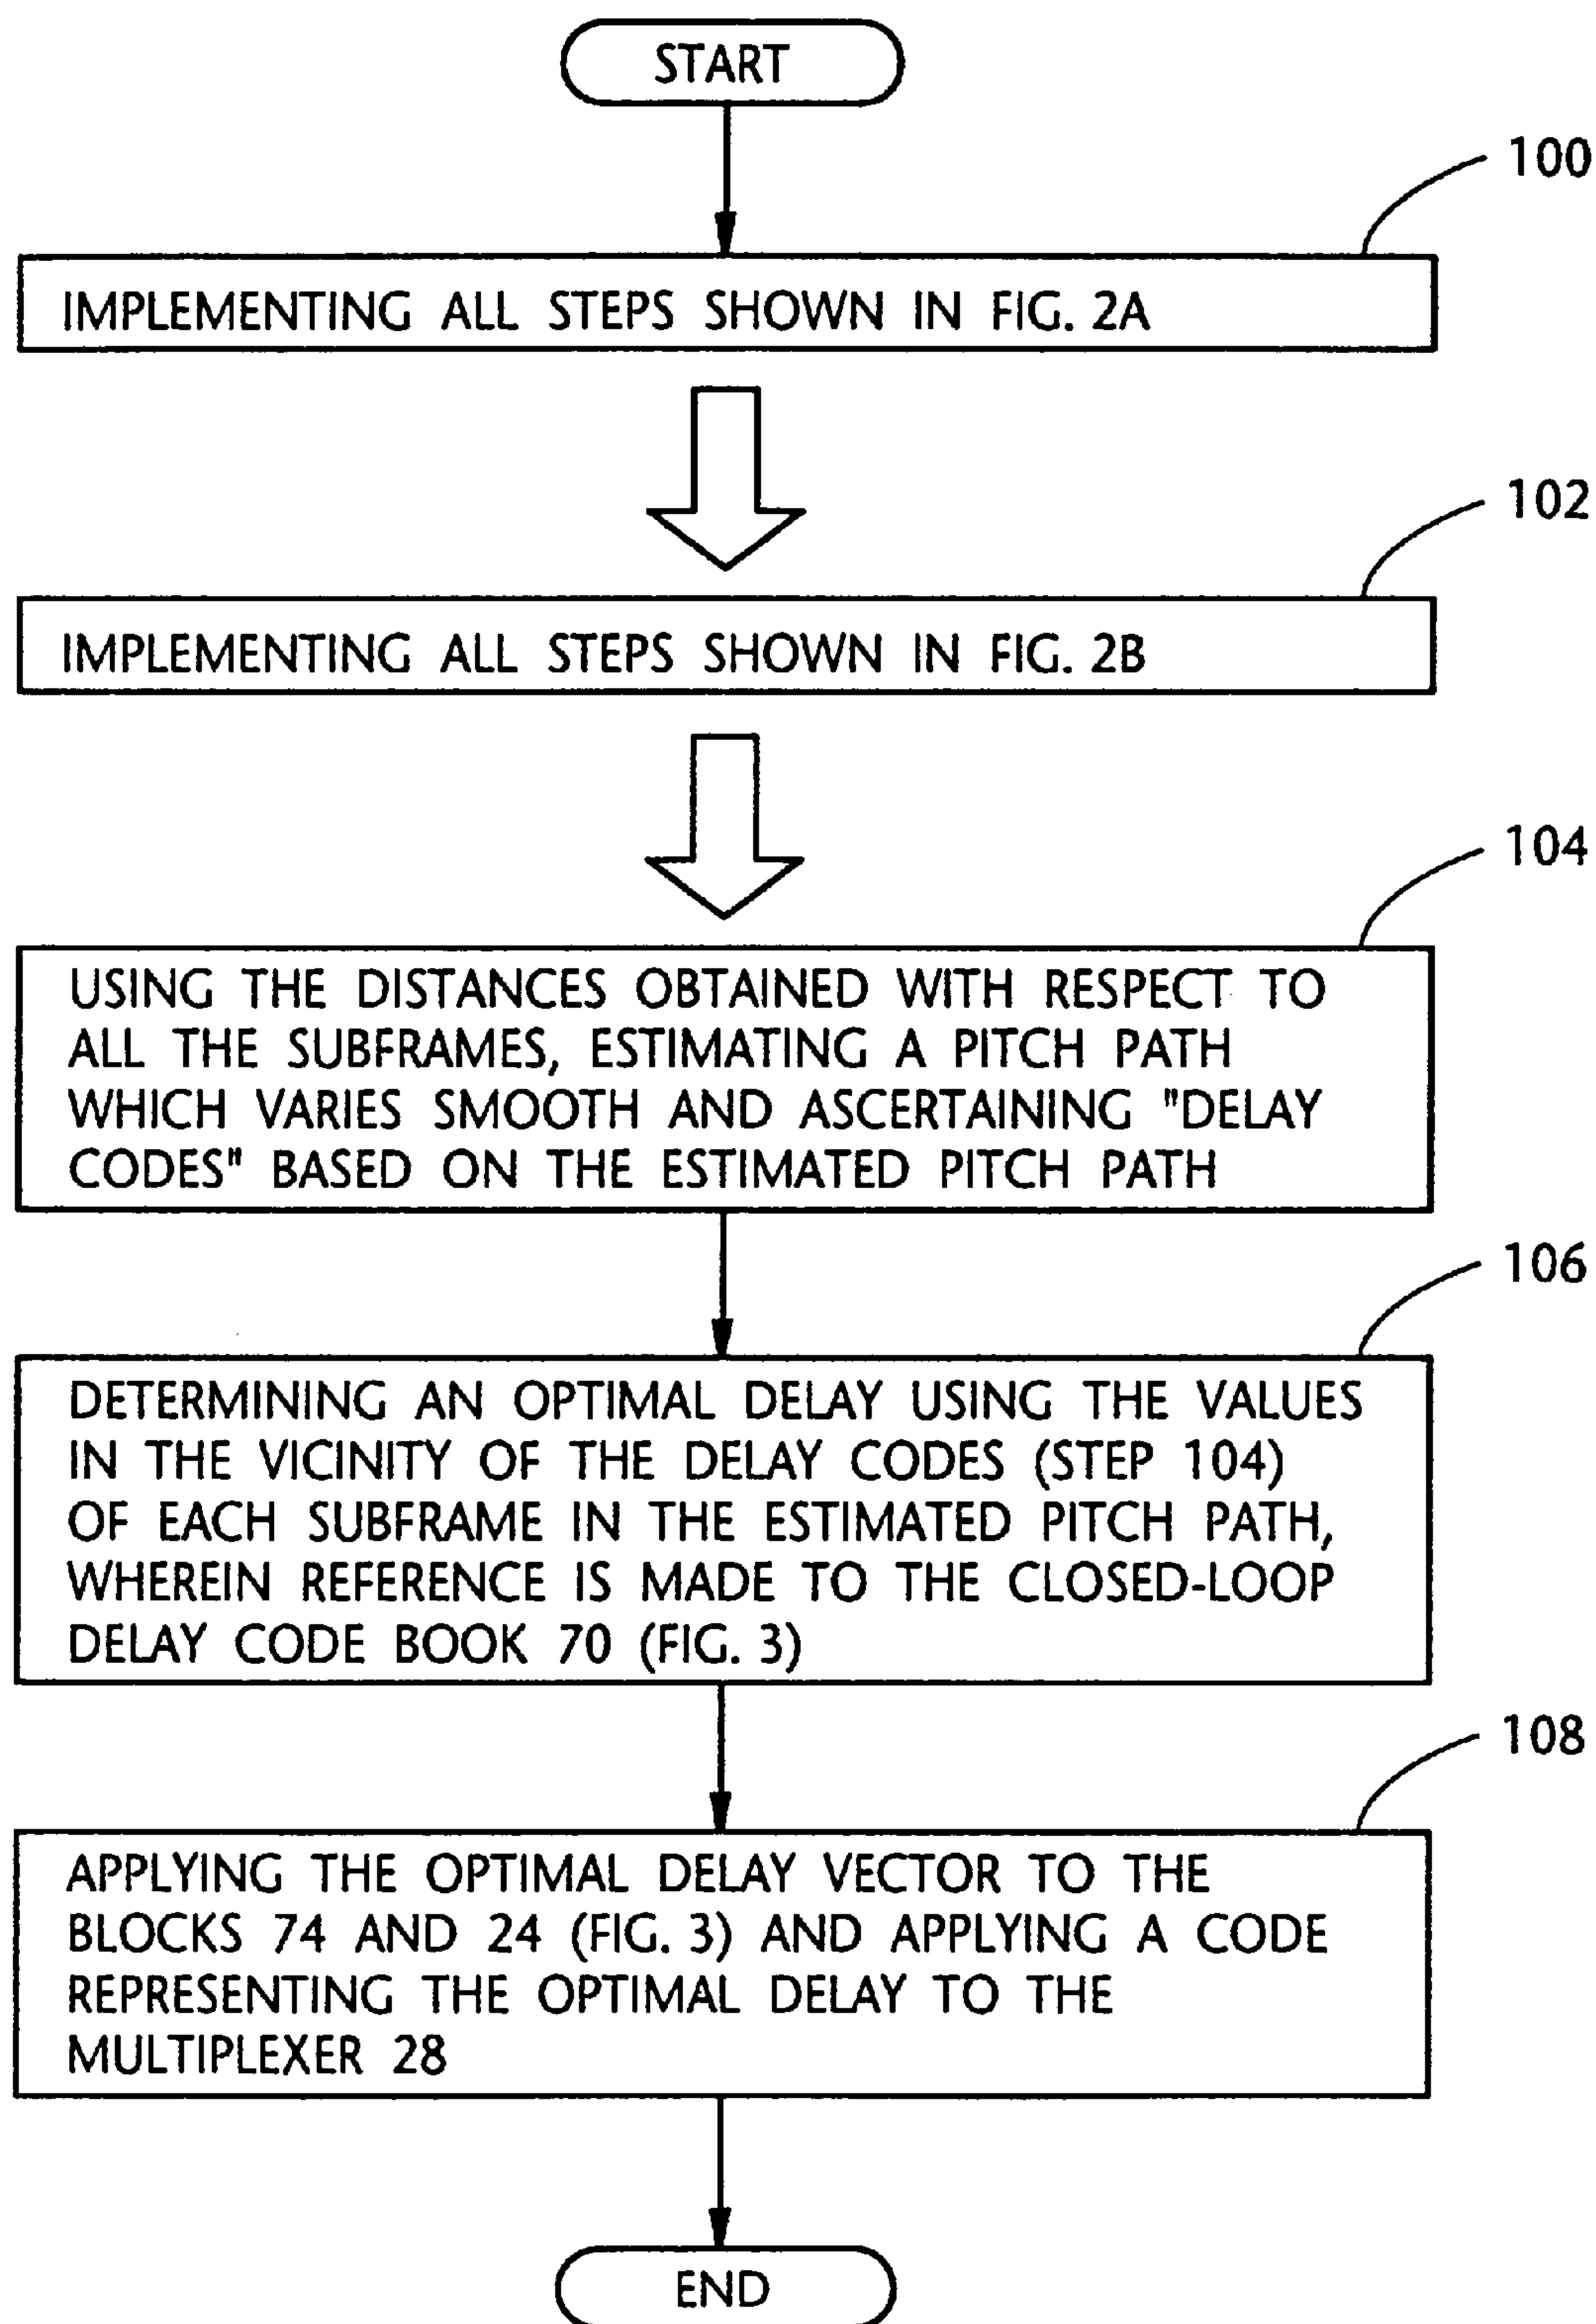 START
100
IMPLEMENTING ALL STEPS SHOWN IN FIG. 2A
102
IMPLEMENTING ALL STEPS SHOWN IN FIG. 2B
104
USING THE DISTANCES OBTAINED WITH RESPECT TO
ALL THE SUBFRAMES, ESTIMATING A PITCH PATH
WHICH VARIES SMOOTH AND ASCERTAINING "DELAY
CODES" BASED ON THE ESTIMATED PITCH PATH
106
DETERMINING AN OPTIMAL DELAY USING THE VALUES
IN THE VICINITY OF THE DELAY CODES (STEP 104)
OF EACH SUBFRAME IN THE ESTIMATED PITCH PATH,
WHEREIN REFERENCE IS MADE TO THE CLOSED-LOOP
DELAY CODE BOOK 70 (FIG. 3)
108
APPLYING THE OPTIMAL DELAY VECTOR TO THE
BLOCKS 74 AND 24 (FIG. 3) AND APPLYING A CODE
REPRESENTING THE OPTIMAL DELAY TO THE
MULTIPLEXER 28
END